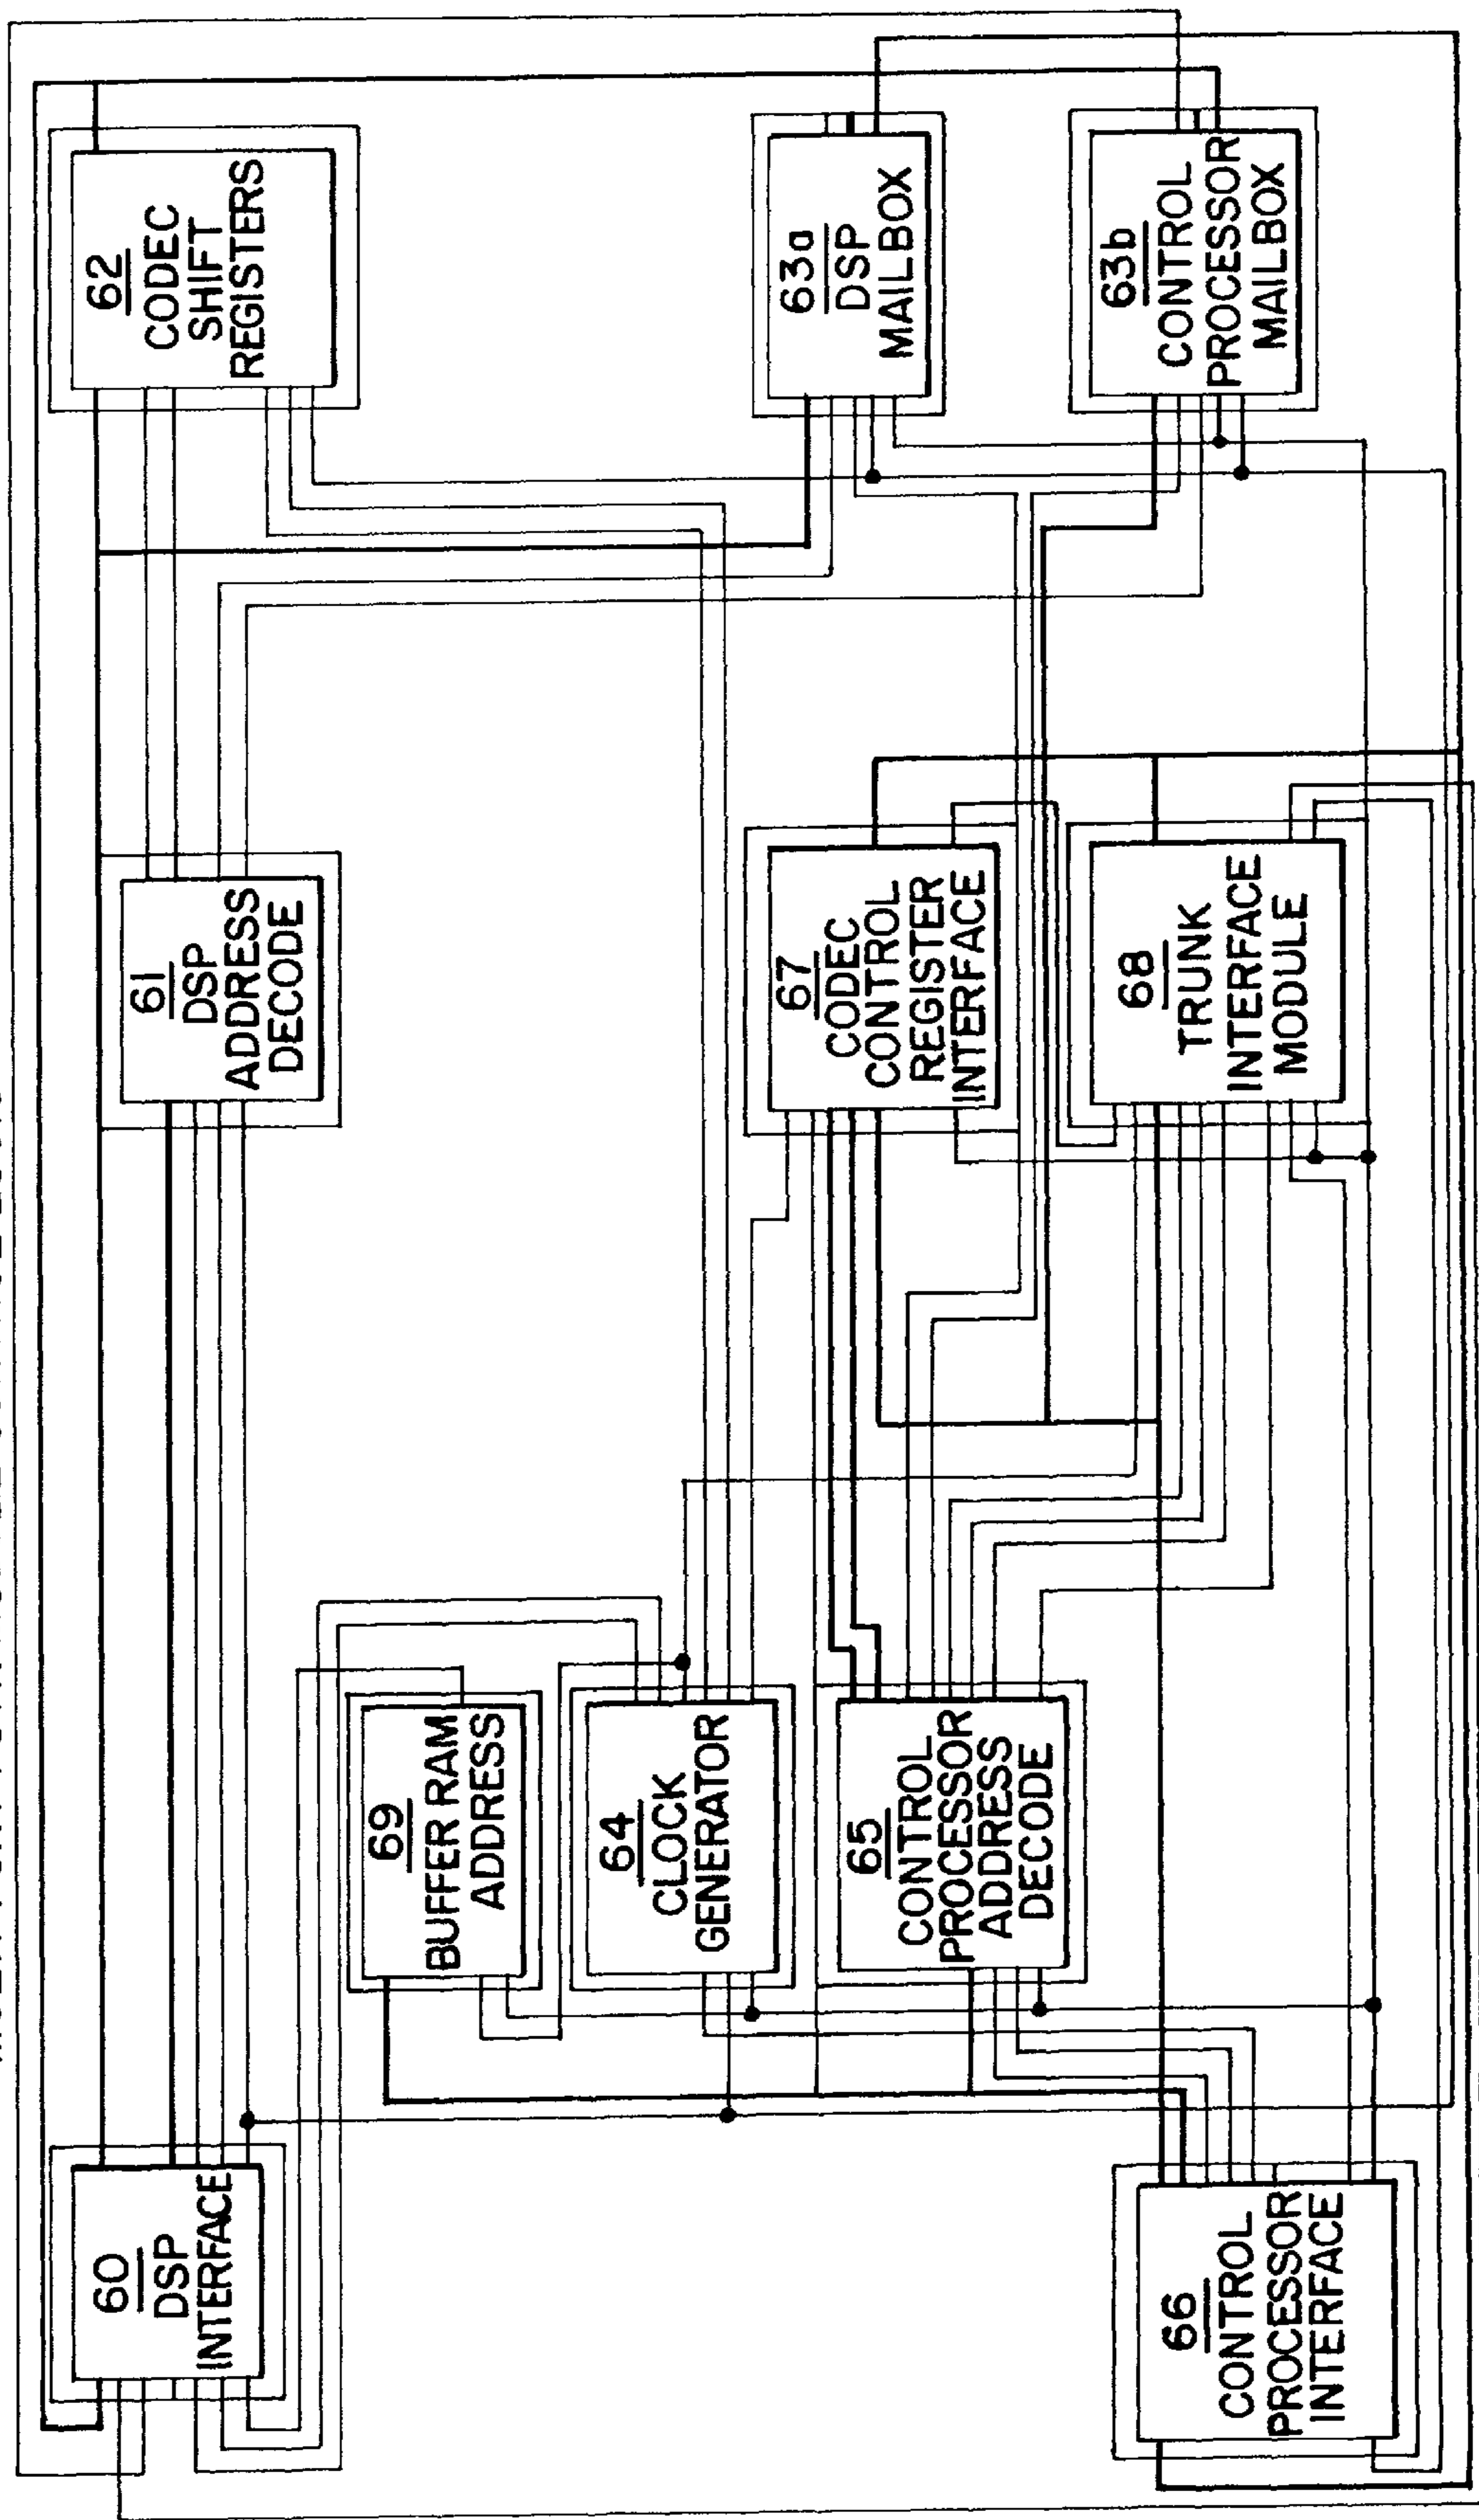 60
DSP
INTERFACE
61
DSP
ADDRESS
DECODE
62
CODEC
SHIFT
REGISTERS
69
BUFFER RAM
ADDRESS
64
CLOCK
GENERATOR
65
CONTROL
PROCESSOR
ADDRESS
DECODE
67
CODEC
CONTROL
REGISTER
INTERFACE
63a
DSP
MAILBOX
66
CONTROL
PROCESSOR
INTERFACE
68
TRUNK
INTERFACE
MODULE
63b
CONTROL
PROCESSOR
MAILBOX